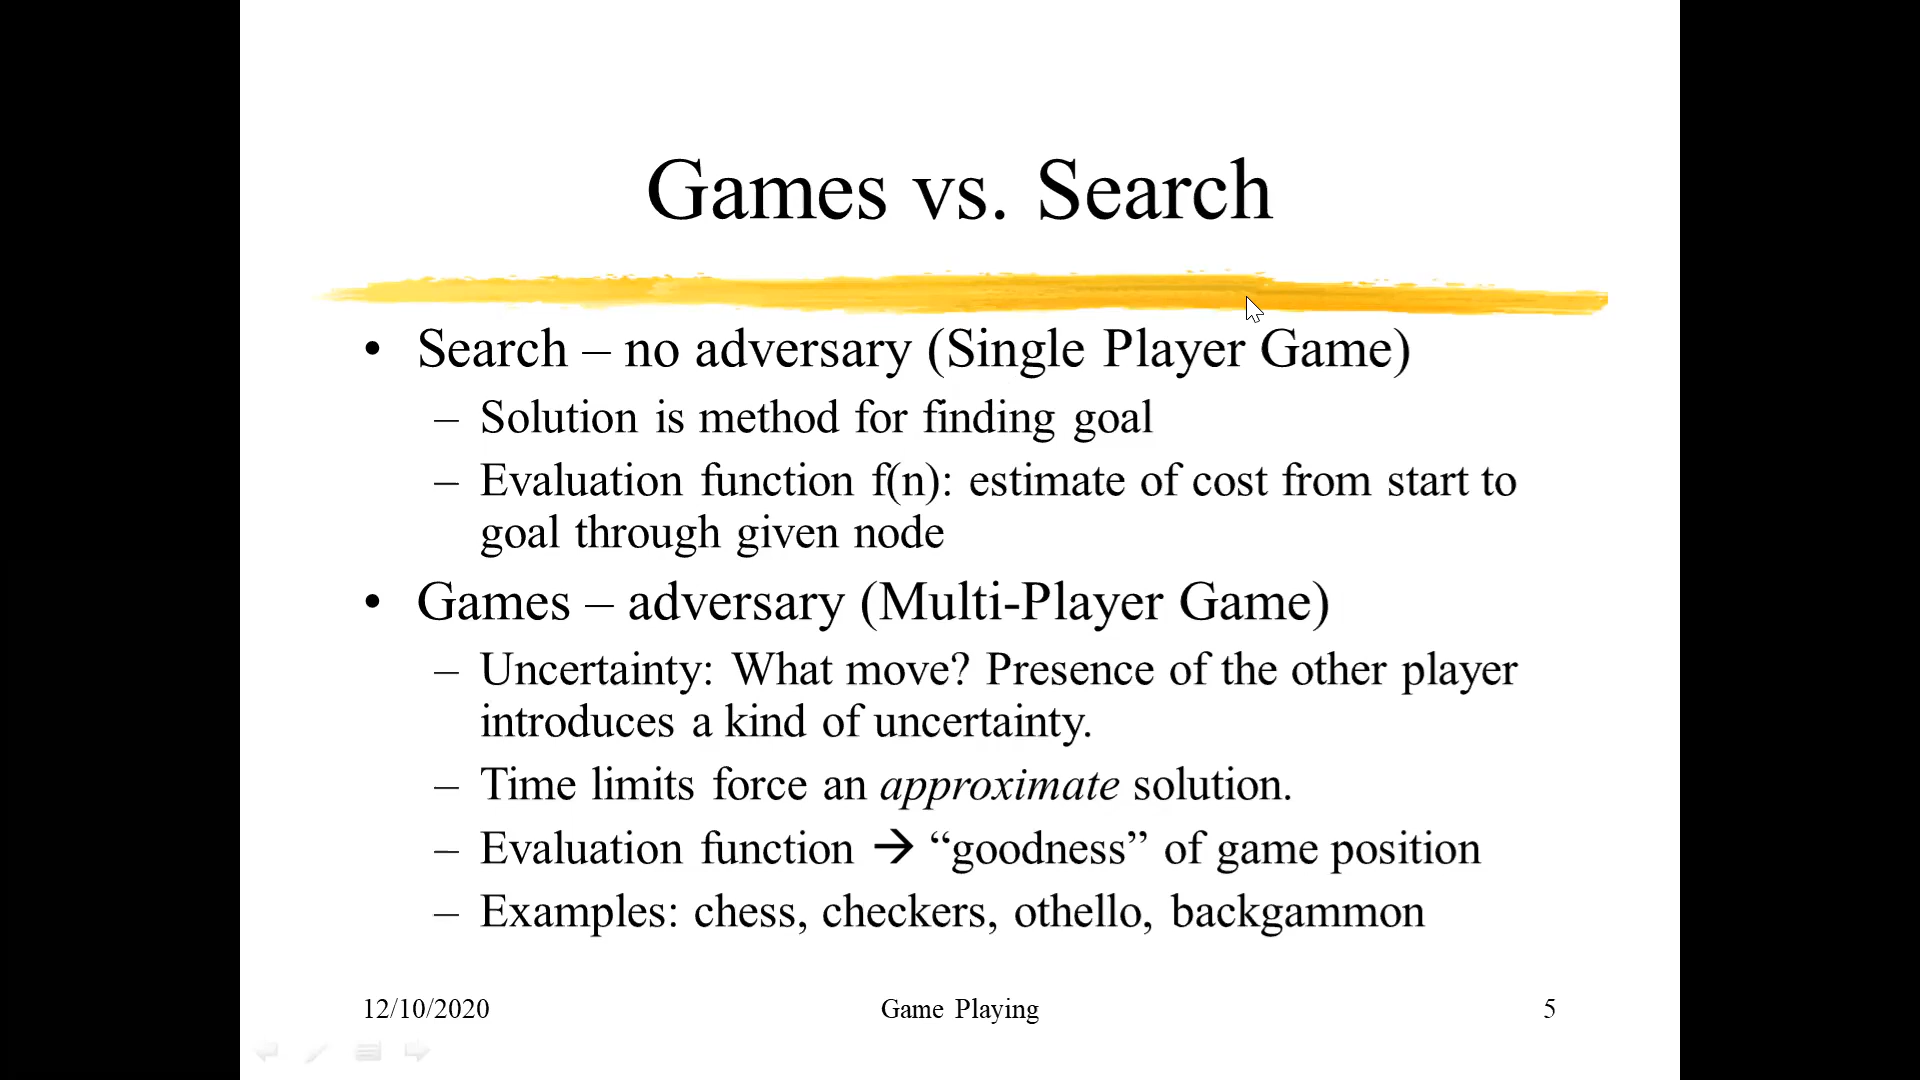 Games vs. Search
• Search – no adversary (Single Player Game)
– Solution is method for finding goal
– Evaluation function f(n): estimate of cost from start to
goal through given node
• Games – adversary (Multi-Player Game)
– Uncertainty: What move? Presence of the other player
introduces a kind of uncertainty.
– Time limits force an approximate solution.
– Evaluation function → “goodness” of game position
– Examples: chess, checkers, othello, backgammon
12/10/2020 Game Playing 5